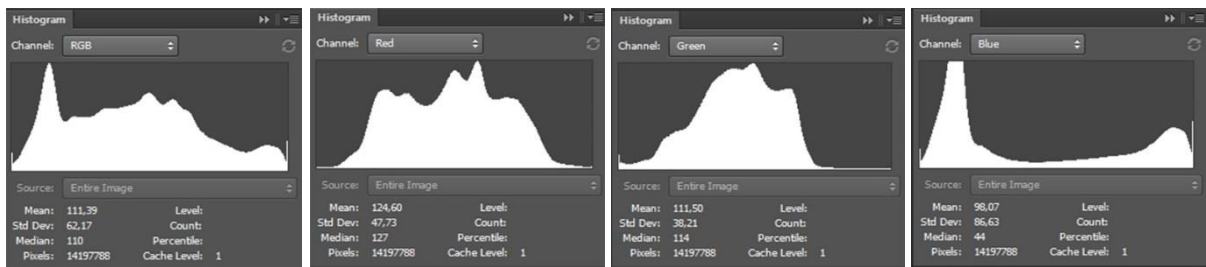 Histogram
Channel: RGB
Source: Entire Image
Mean: 111,39 Level:
Std Dev: 62,17 Count:
Median: 110 Percentile:
Pixels: 14197788 Cache Level: 1
Histogram
Channel: Red
Source: Entire Image
Mean: 124,60 Level:
Std Dev: 47,73 Count:
Median: 127 Percentile:
Pixels: 14197788 Cache Level: 1
Histogram
Channel: Green
Source: Entire Image
Mean: 111,50 Level:
Std Dev: 38,21 Count:
Median: 114 Percentile:
Pixels: 14197788 Cache Level: 1
Histogram
Channel: Blue
Source: Entire Image
Mean: 98,07 Level:
Std Dev: 86,63 Count:
Median: 44 Percentile:
Pixels: 14197788 Cache Level: 1